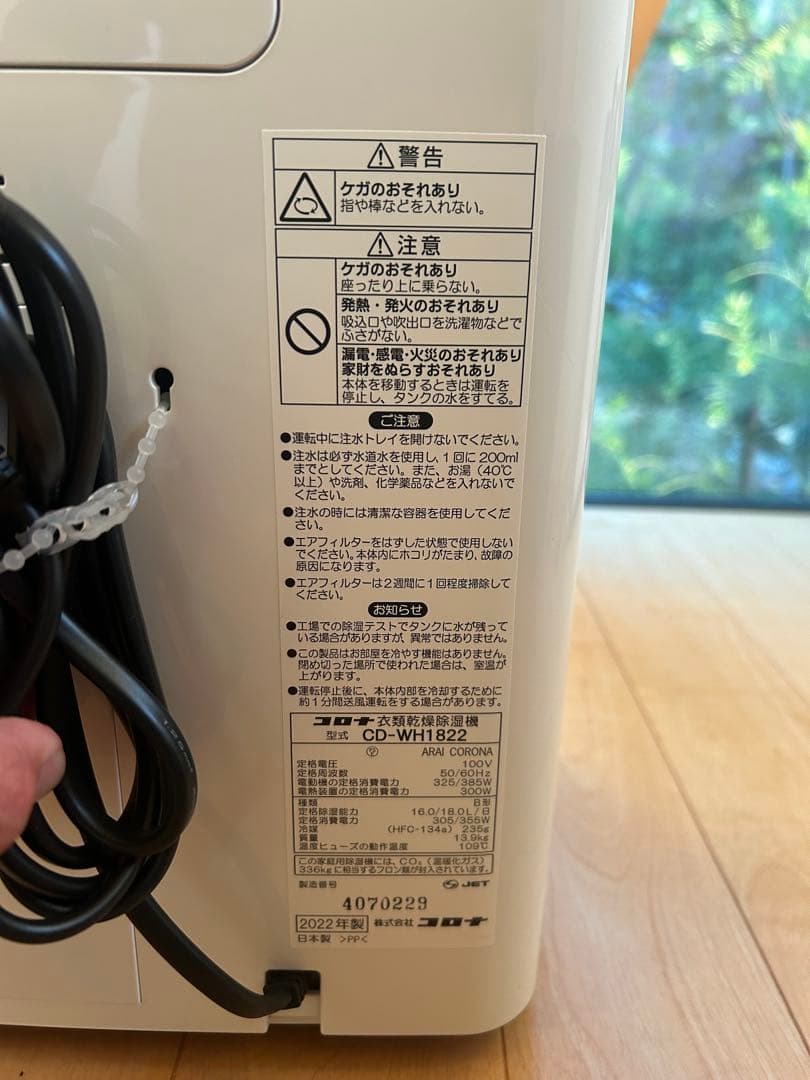 警告
ケガのおそれあり
指や棒などを入れない。
注意
ケガのおそれあり
座ったり上に乗らない。
発熱・発火のおそれあり
吸込口や吹出口を洗濯物などで
ふさがない。
漏電・感電・火災のおそれあり
家財をぬらすおそれあり
本体を移動するときは運転を
停止し、タンクの水をすてる。
ご注意
●運転中に注水トレイを開けないでください。
●注水は必ず水道水を使用し、1回に200ml
までとしてください。また、お湯(40℃
以上)や洗剤、化学薬品などを入れないで
ください。
●注水の時には清潔な容器を使用してくだ
さい。
●エアフィルターをはずした状態で使用しない
でください。本体内にホコリがたまり、故障の
原因になります。
●エアフィルターは2週間に1回程度掃除して
ください。
お知らせ
●工場での除湿テストでタンクに水が残って
いる場合がありますが、異常ではありません。
●この製品はお部屋を冷やす機能はありません。
閉め切った場所で使われた場合は、室温が
上がります。
●運転停止後に、本体内部を冷却するために
約1分間送風運転をする場合があります。
コロナ 衣類乾燥除湿機
型式 CD-WH1822
② ARAI CORONA
定格電圧 100V
定格周波数 50/60Hz
電動機の定格消費電力 325/385W
電熱装置の定格消費電力 300W
種類 B形
定格除湿能力 16.0/18.0L/日
定格消費電力 305/355W
冷媒 (HFC-134a) 235g
質量 13.9kg
温度ヒューズの動作温度 109℃
この家庭用除湿機には、CO₂(温暖化ガス)
336kgに相当するフロン類が封入されています。
製造番号 JET
4070229
2022年製 株式会社 コロナ
日本製 >PP<